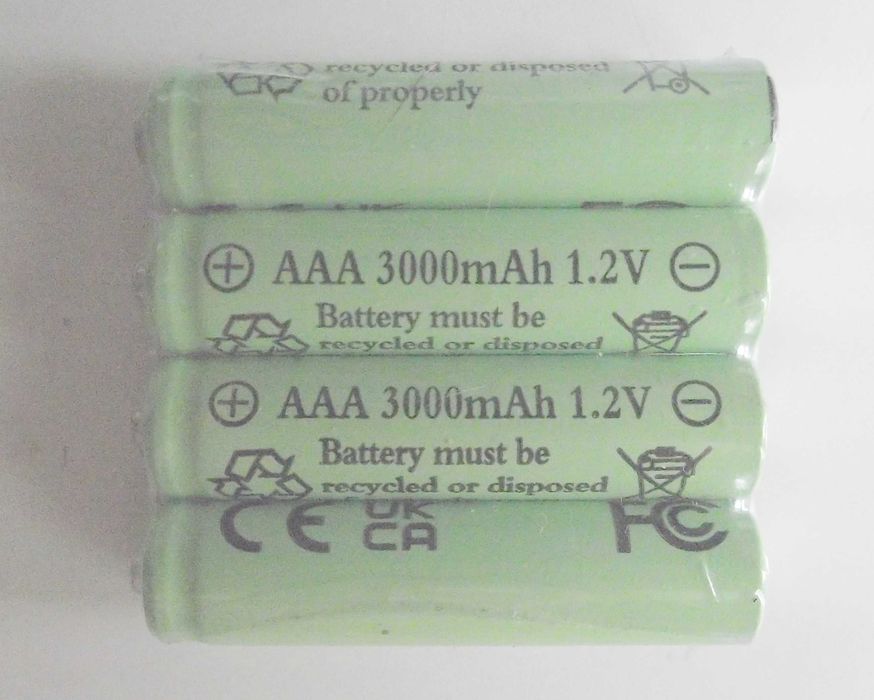 recycled or disposed
of properly
AAA 3000mAh 1.2V
Battery must be
recycled or disposed
AAA 3000mAh 1.2V
Battery must be
recycled or disposed
CE UK CA FC